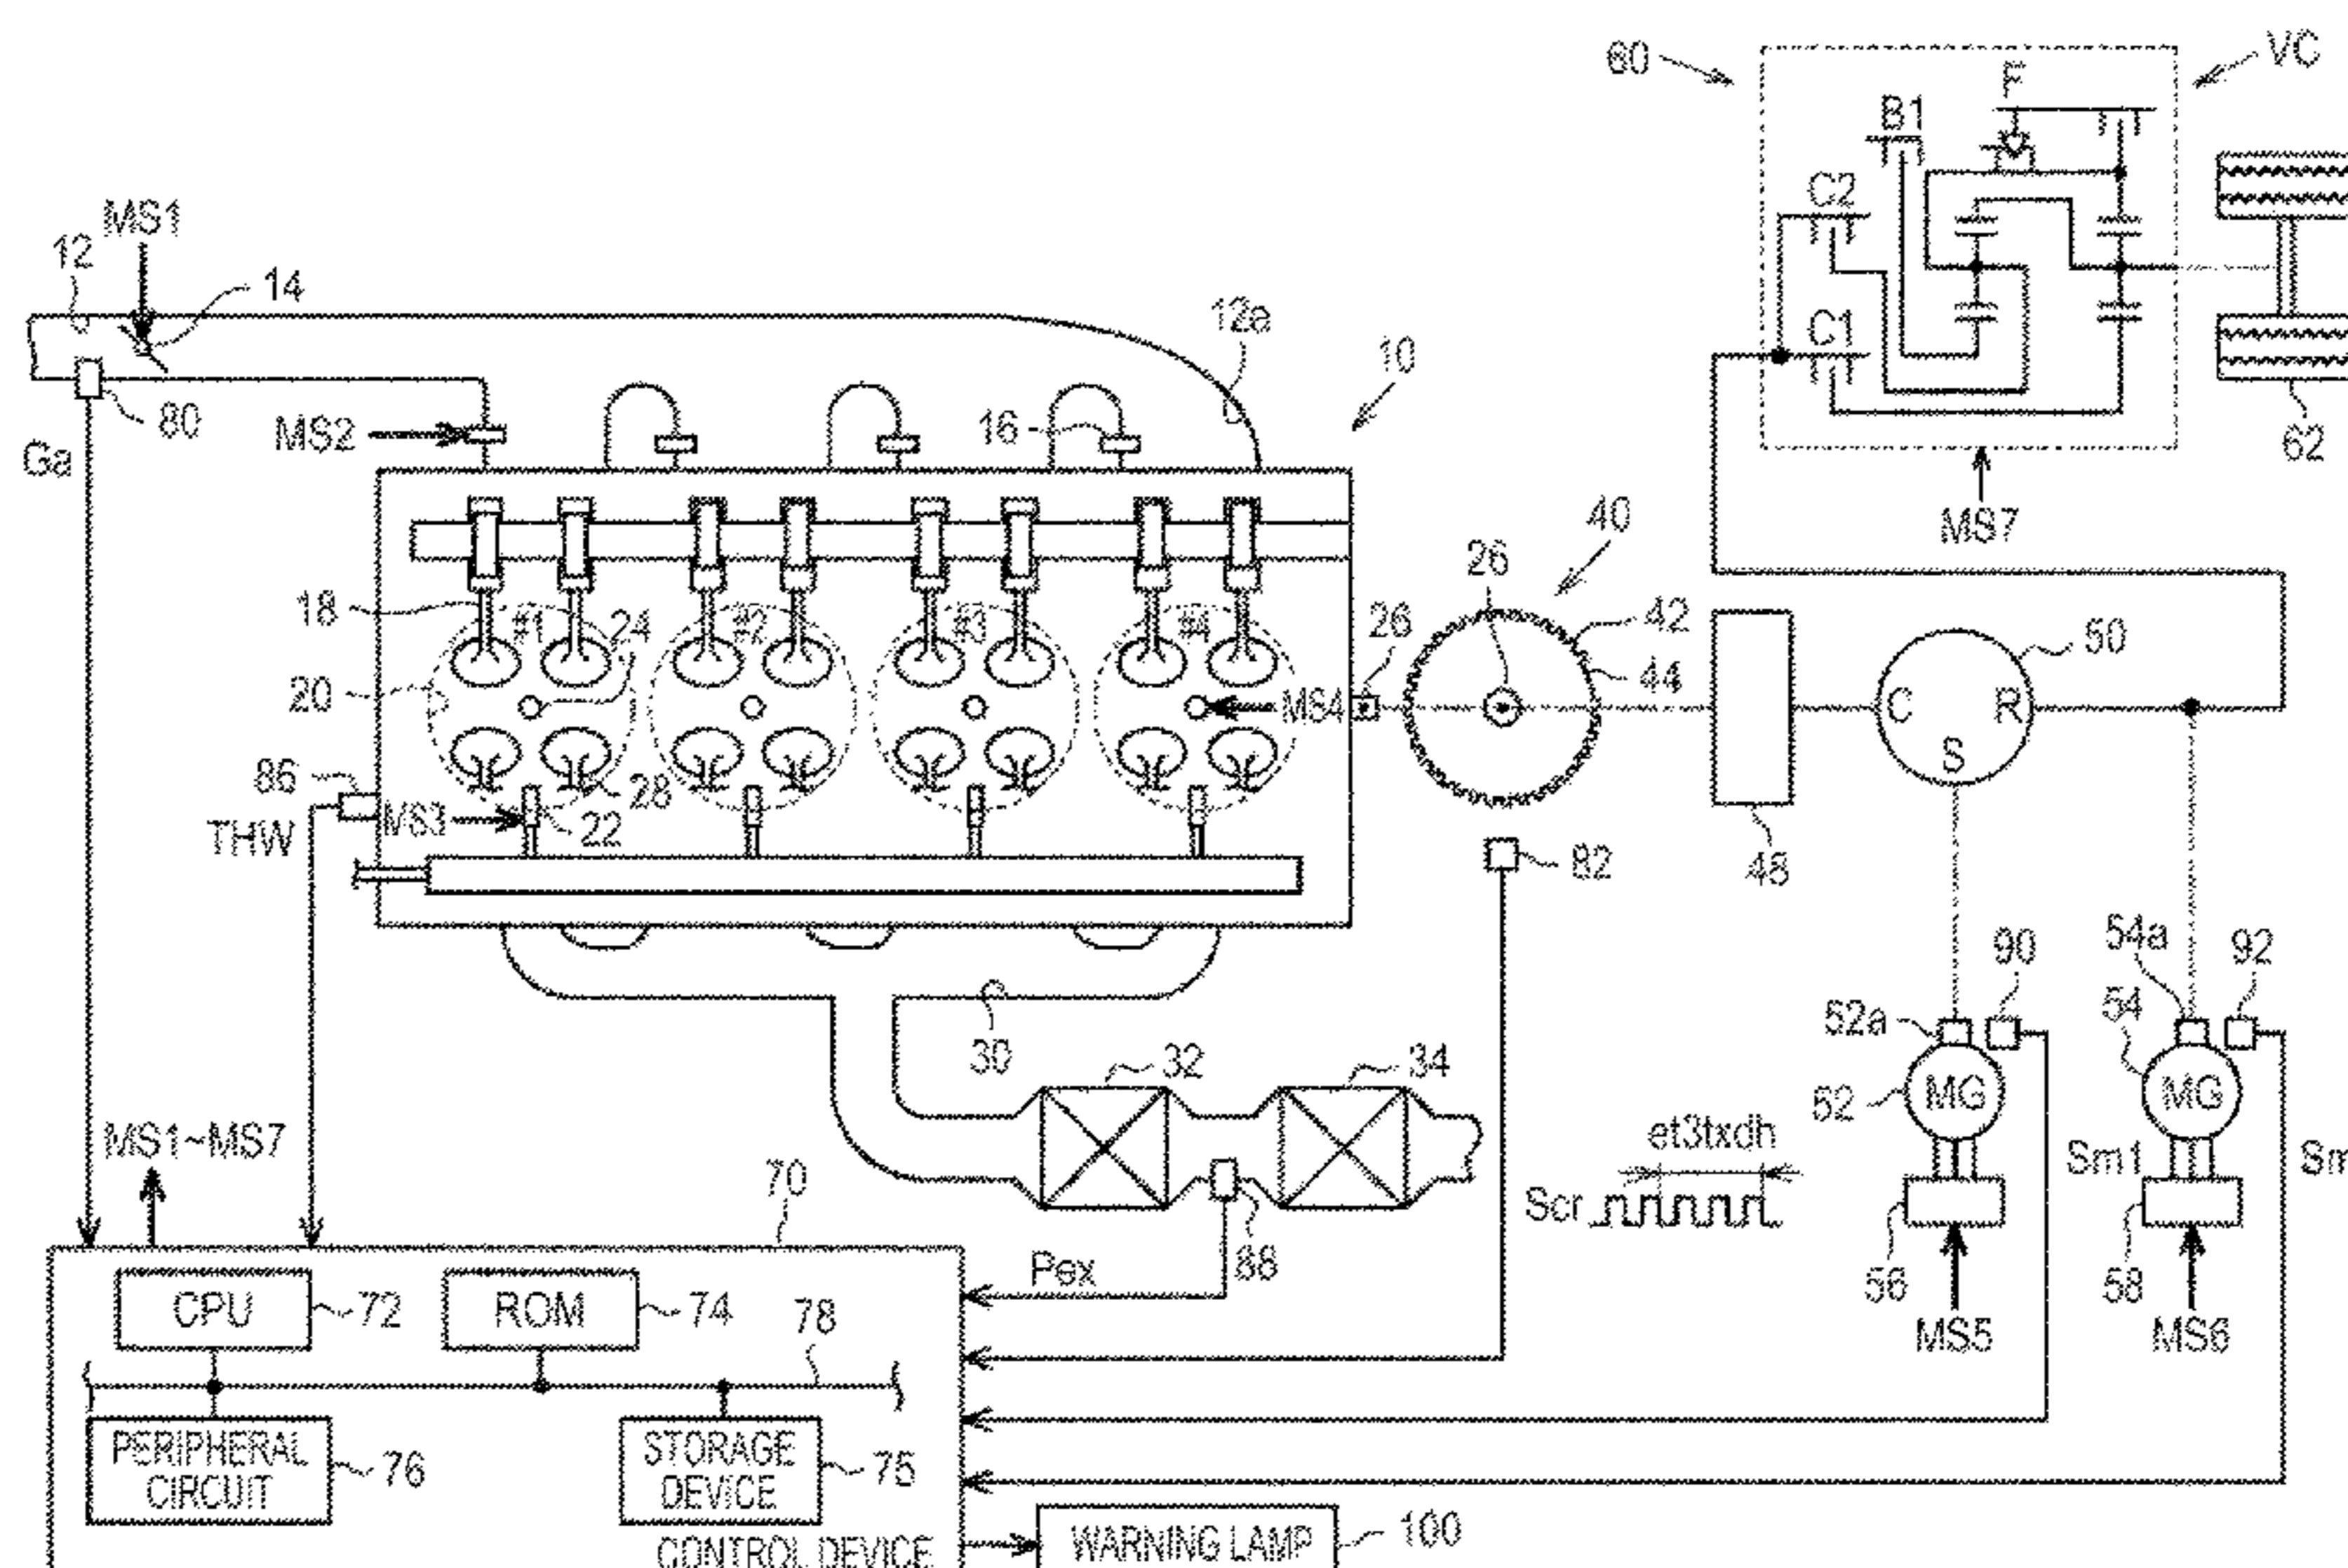 60
VC
F
B1
C2
C1
62
MS7
MS1
12
14
12a
10
80
Ga
MS2
16
40
26
26
42
44
18
#1
24
#2
#3
#4
20
MS4
50
C
R
S
86
THW
MS3
28
22
82
48
54a
90
92
52a
54
30
52
MG
MG
32
34
et3txdh
Sm1
Sm
Scr
MS1~MS7
70
56
58
88
Pex
MS5
MS6
CPU
72
ROM
74
78
PERIPHERAL
CIRCUIT
76
STORAGE
DEVICE
75
CONTROL DEVICE
WARNING LAMP
100